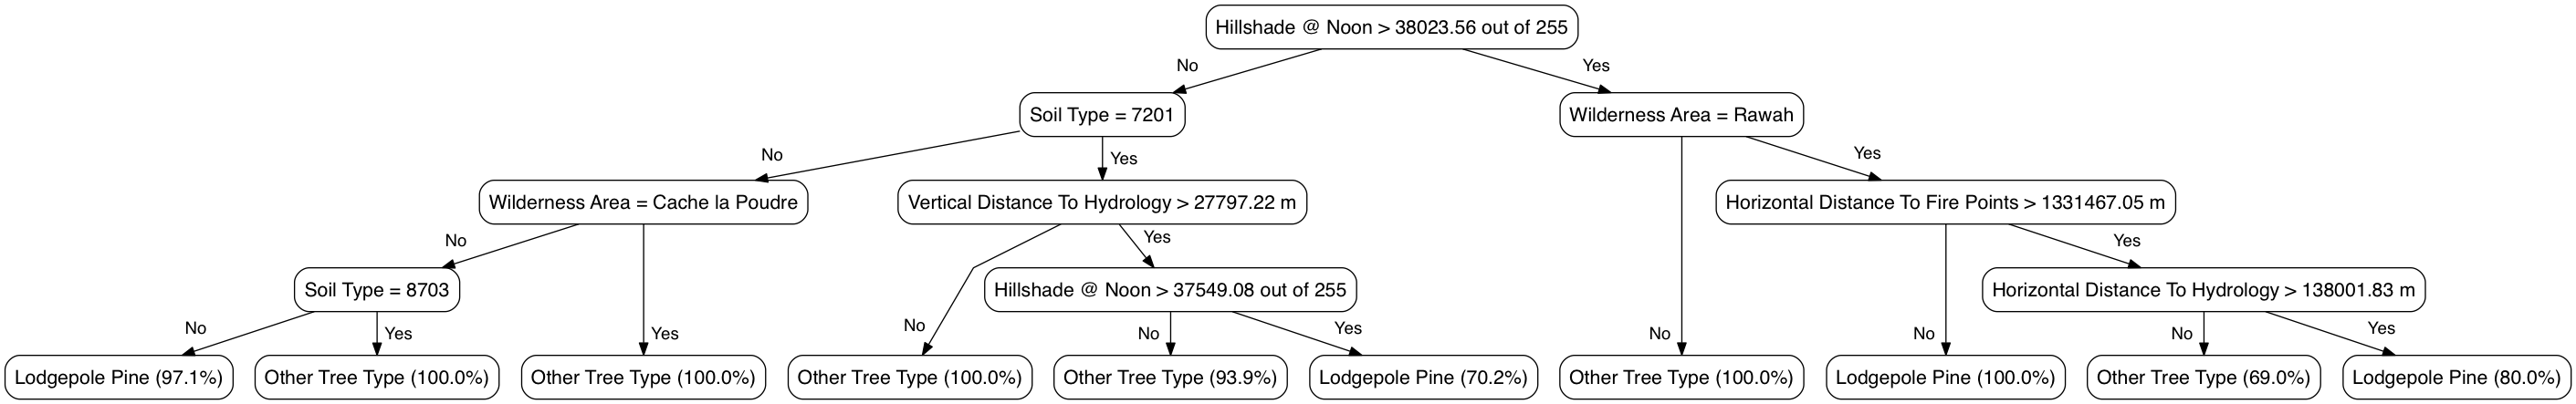 Hillshade @ Noon > 38023.56 out of 255
No
Yes
Soil Type = 7201
Wilderness Area = Rawah
No
Yes
Yes
Wilderness Area = Cache la Poudre
Vertical Distance To Hydrology > 27797.22 m
Horizontal Distance To Fire Points > 1331467.05 m
No
Yes
Yes
Soil Type = 8703
Hillshade @ Noon > 37549.08 out of 255
Horizontal Distance To Hydrology > 138001.83 m
No
Yes
Yes
No
No
Yes
No
No
No
Yes
Lodgepole Pine (97.1%)
Other Tree Type (100.0%)
Other Tree Type (100.0%)
Other Tree Type (100.0%)
Other Tree Type (93.9%)
Lodgepole Pine (70.2%)
Other Tree Type (100.0%)
Lodgepole Pine (100.0%)
Other Tree Type (69.0%)
Lodgepole Pine (80.0%)